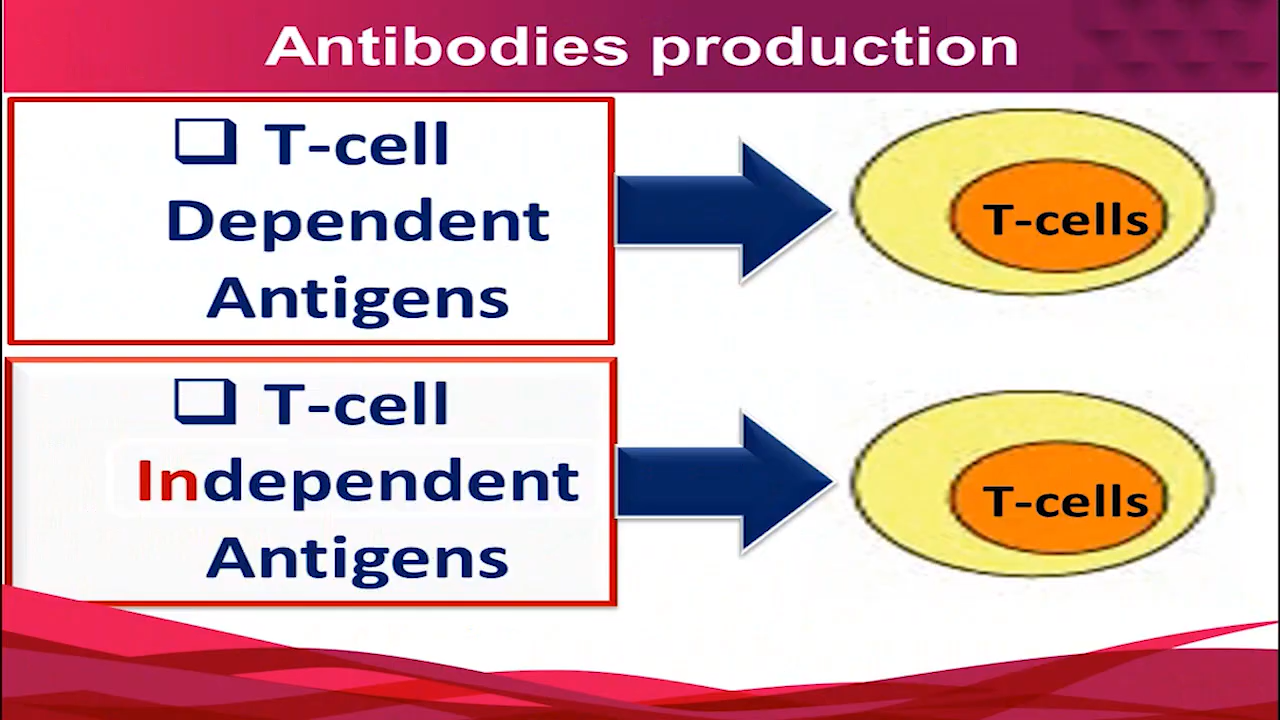 Antibodies production
❑ T-cell
Dependent
Antigens
T-cells
❑ T-cell
Independent
Antigens
T-cells